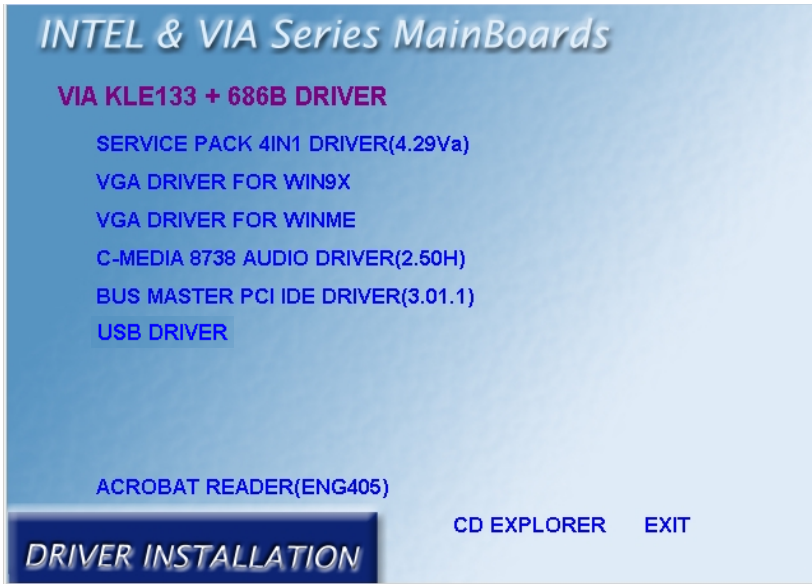 INTEL & VIA Series MainBoards
VIA KLE133 + 686B DRIVER
SERVICE PACK 4IN1 DRIVER(4.29Va)
VGA DRIVER FOR WIN9X
VGA DRIVER FOR WINME
C-MEDIA 8738 AUDIO DRIVER(2.50H)
BUS MASTER PCI IDE DRIVER(3.01.1)
USB DRIVER
ACROBAT READER(ENG405)
CD EXPLORER EXIT
DRIVER INSTALLATION